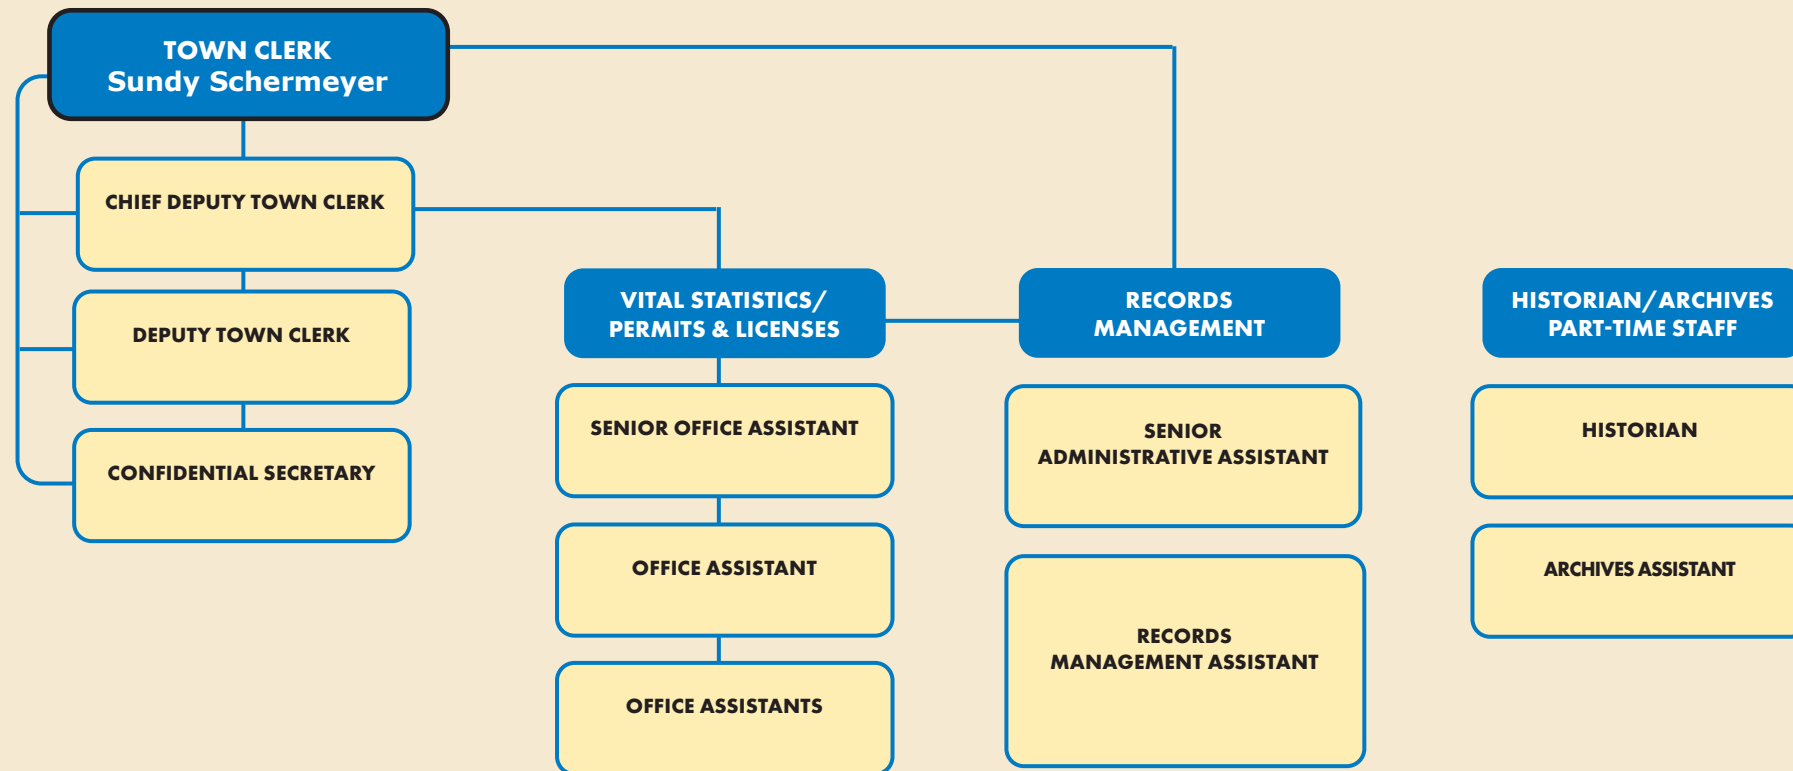 TOWN CLERK
Sundy Schermeyer
CHIEF DEPUTY TOWN CLERK
DEPUTY TOWN CLERK
CONFIDENTIAL SECRETARY
VITAL STATISTICS/
PERMITS & LICENSES
SENIOR OFFICE ASSISTANT
OFFICE ASSISTANT
OFFICE ASSISTANTS
RECORDS
MANAGEMENT
SENIOR
ADMINISTRATIVE ASSISTANT
RECORDS
MANAGEMENT ASSISTANT
HISTORIAN/ARCHIVES
PART-TIME STAFF
HISTORIAN
ARCHIVES ASSISTANT